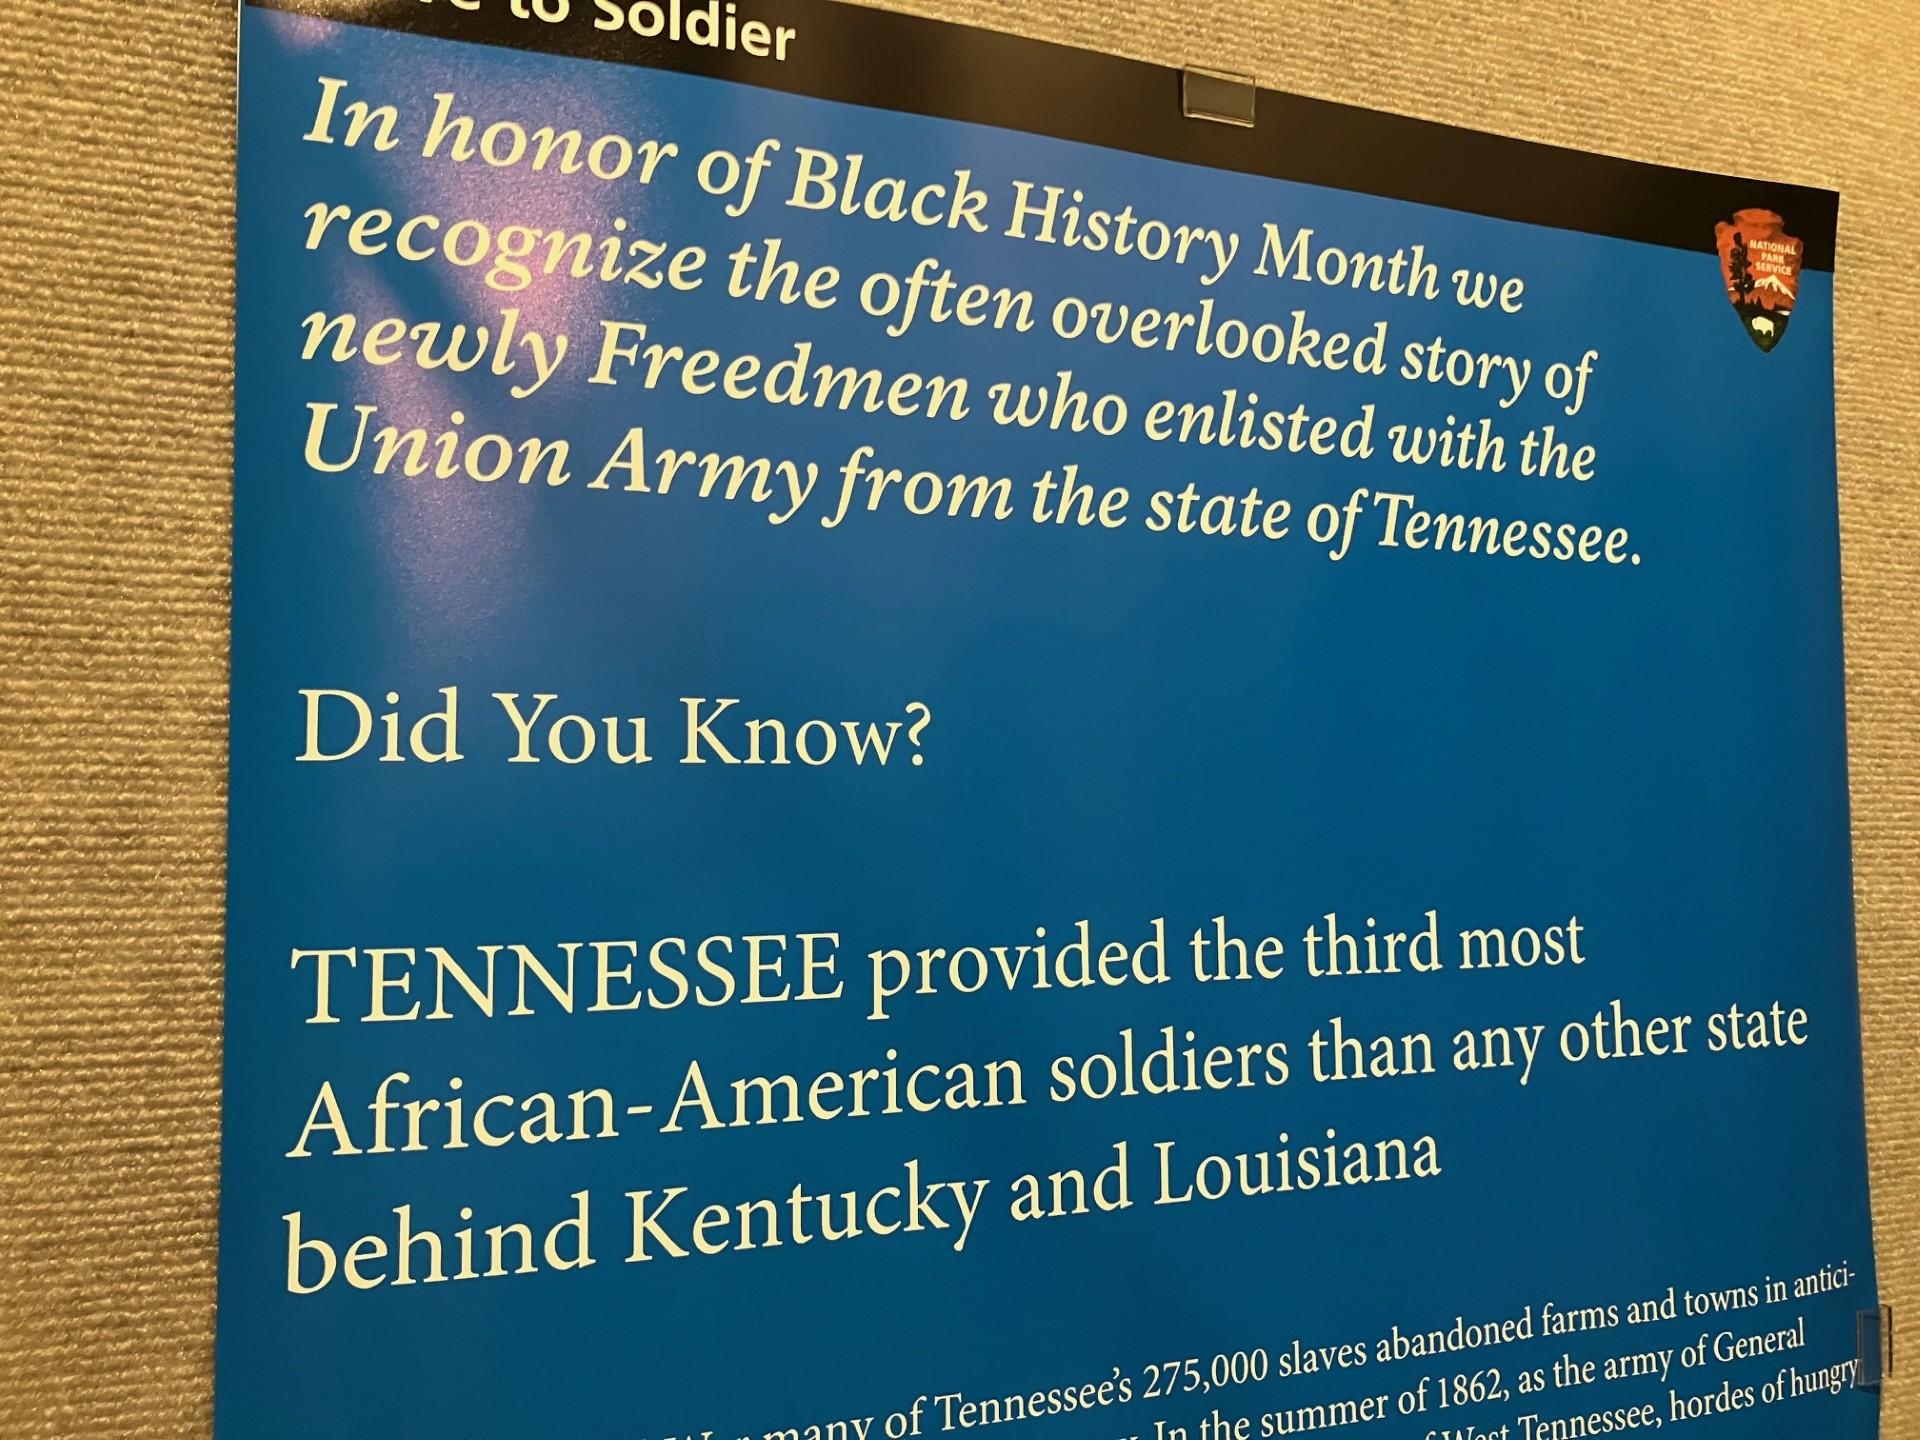 to Soldier
NATIONAL
PARK
SERVICE
In honor of Black History Month we
recognize the often overlooked story of
newly Freedmen who enlisted with the
Union Army from the state of Tennessee.
Did You Know?
TENNESSEE provided the third most
African-American soldiers than any other state
behind Kentucky and Louisiana
many of Tennessee's 275,000 slaves abandoned farms and towns in antici-
In the summer of 1862, as the army of General
West Tennessee, hordes of hungry